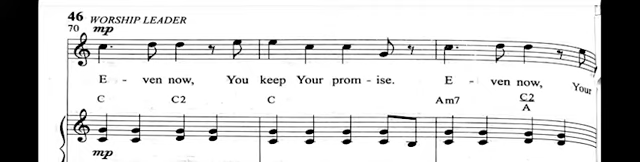 46 WORSHIP LEADER
70
mp
E - ven now, You keep Your prom - ise. E - ven now, Your
C C2 C Am7 C2
A
mp